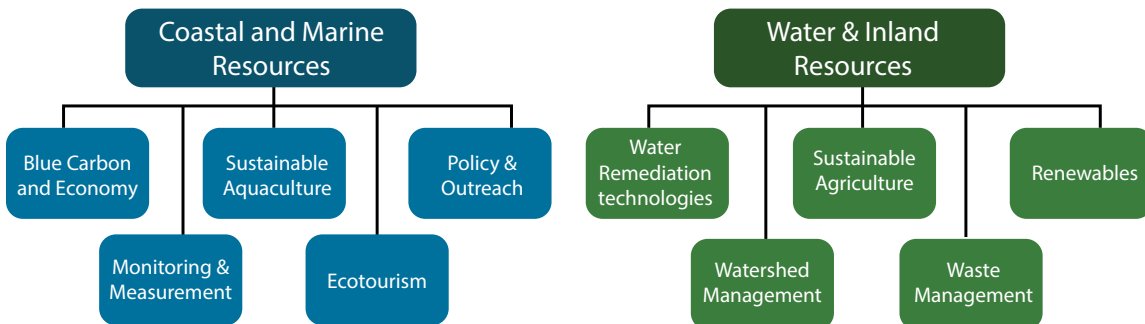 Coastal and Marine
Resources
Blue Carbon
and Economy
Sustainable
Aquaculture
Policy &
Outreach
Monitoring &
Measurement
Ecotourism
Water & Inland
Resources
Water
Remediation
technologies
Sustainable
Agriculture
Renewables
Watershed
Management
Waste
Management